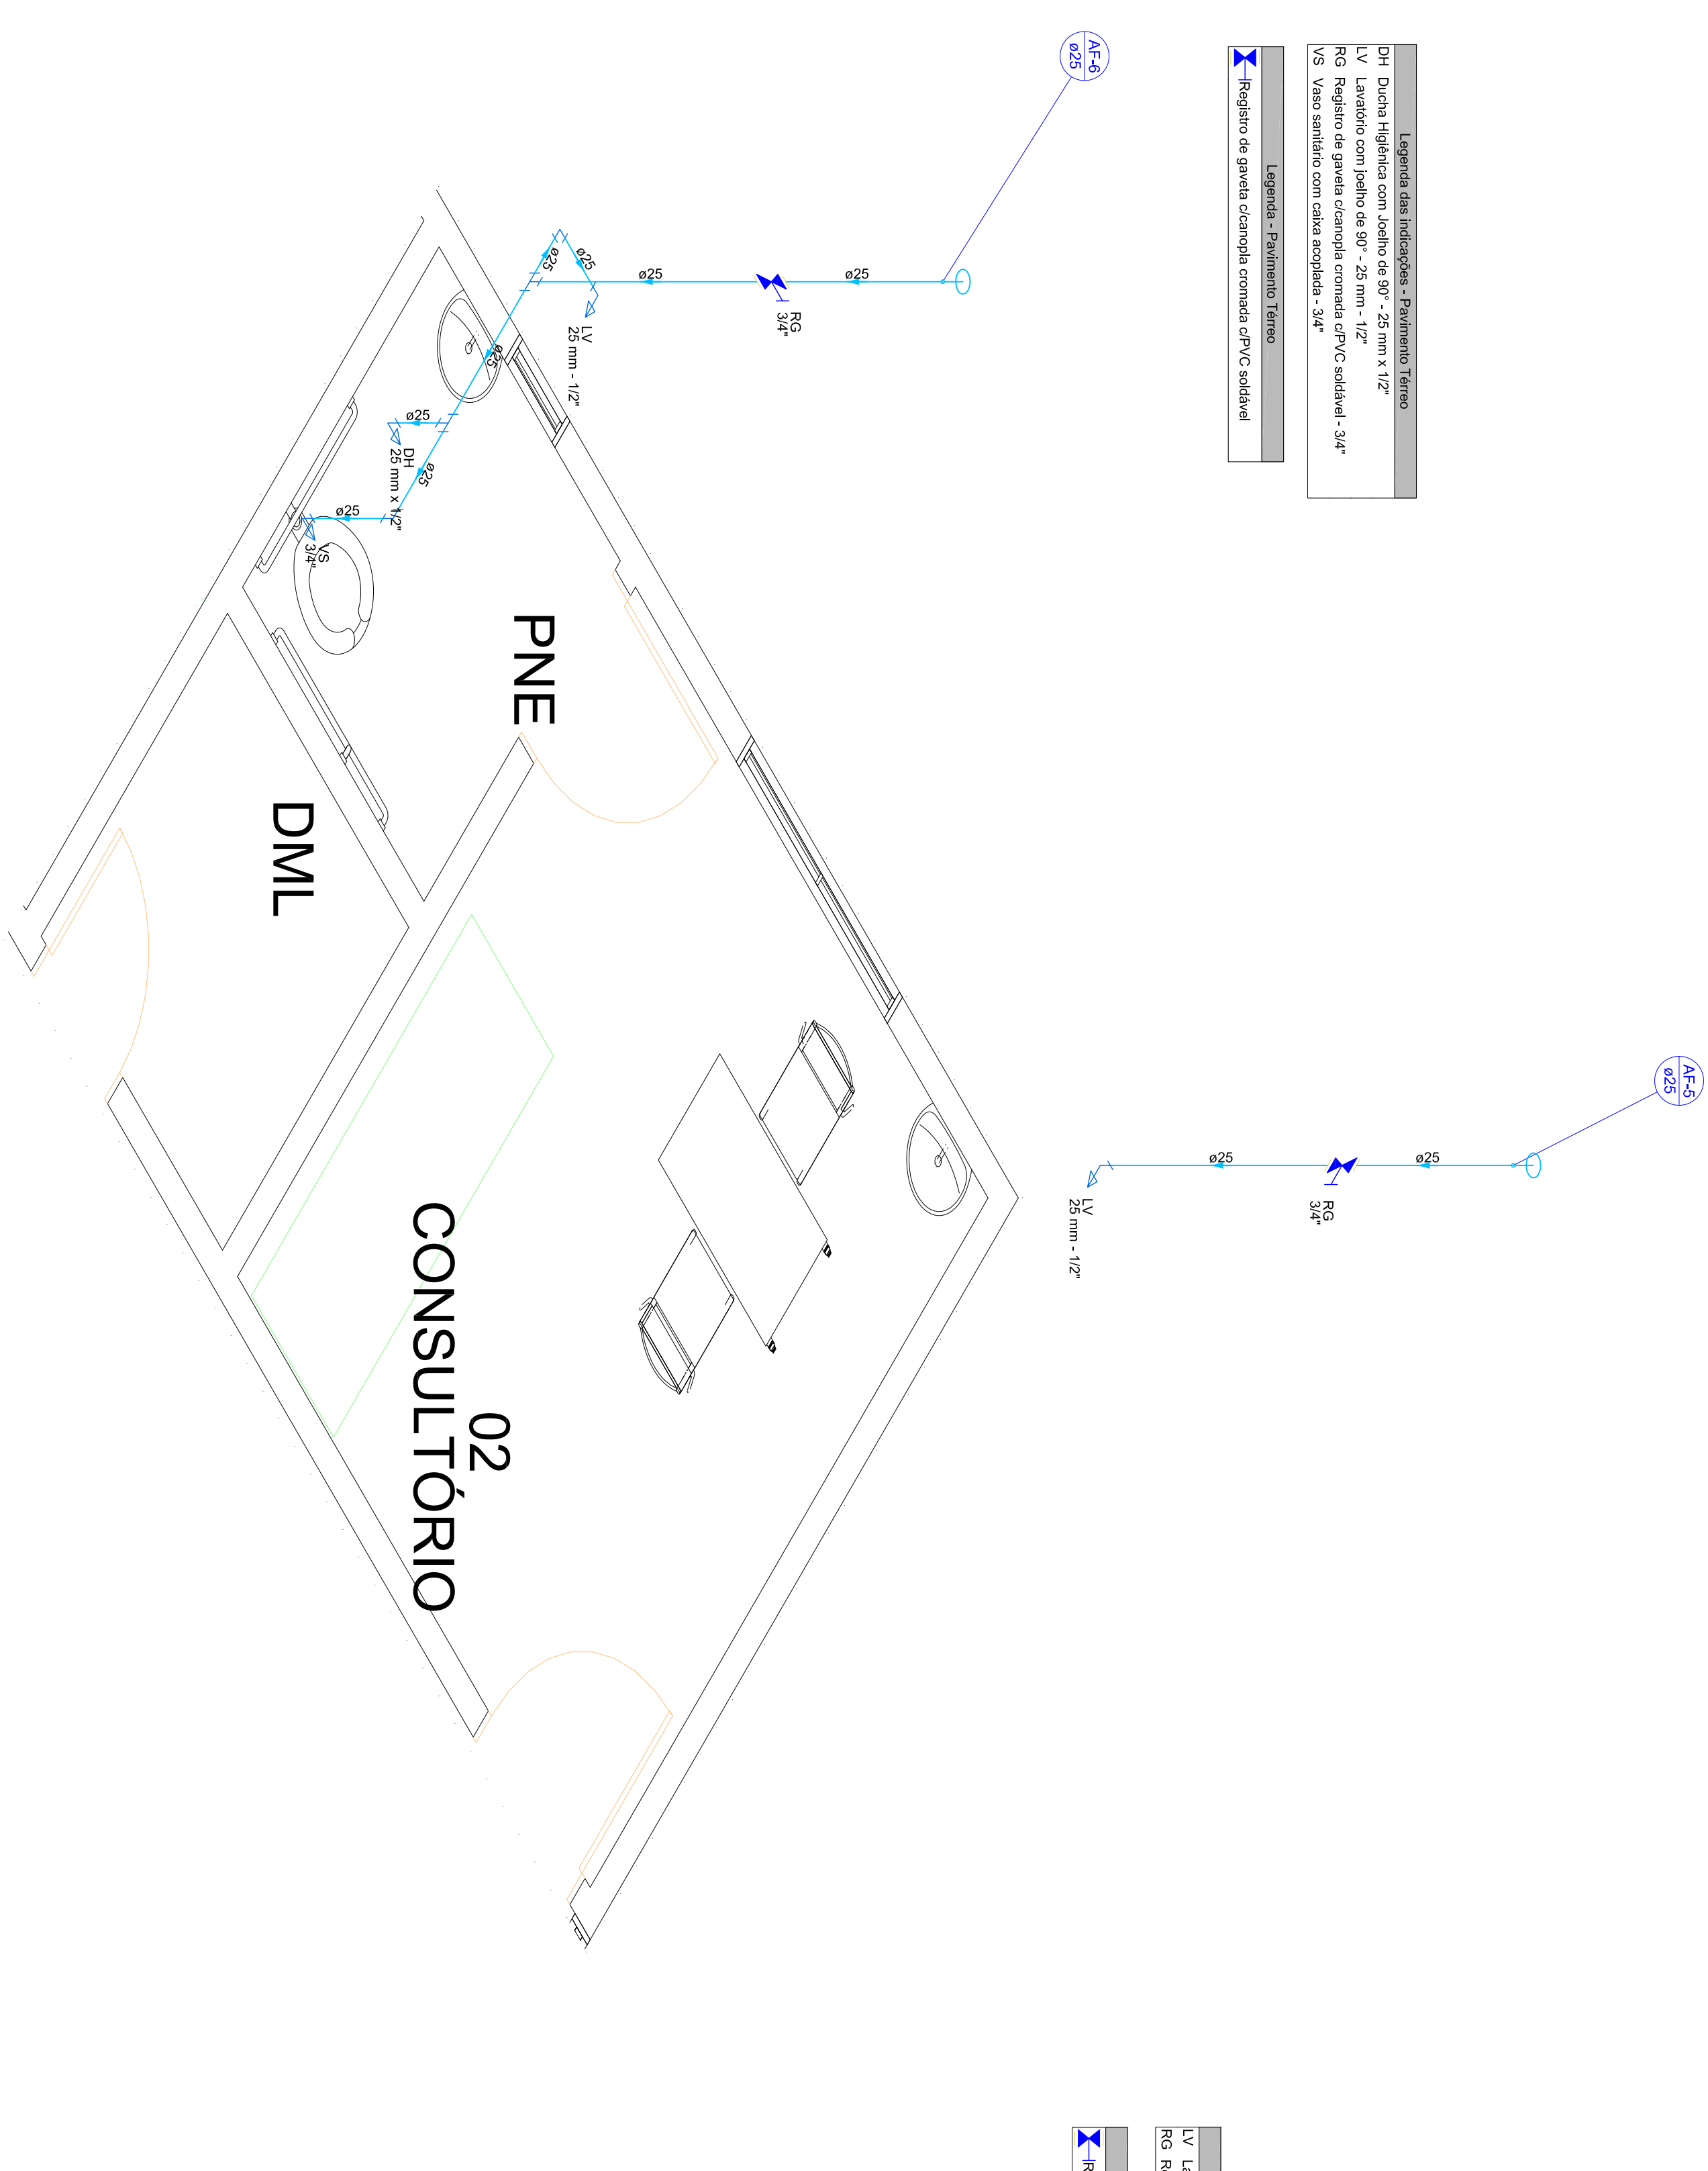 Legenda das indicações - Pavimento Térreo
DH Ducha Higiênica com Joelho de 90° - 25 mm x 1/2"
LV Lavatório com joelho de 90° - 25 mm - 1/2"
RG Registro de gaveta c/canopla cromada c/PVC soldável - 3/4"
VS Vaso sanitário com caixa acoplada - 3/4"
Legenda - Pavimento Térreo
Registro de gaveta c/canopla cromada c/PVC soldável
AF-6
ø25
ø25
RG
3/4"
ø25
LV
25 mm - 1/2"
ø25
ø25
ø25
ø25
DH
25 mm x 1/2"
ø25
ø25
VS
3/4"
PNE
DML
02
CONSULTÓRIO
AF-5
ø25
ø25
RG
3/4"
ø25
LV
25 mm - 1/2"
LV
RG